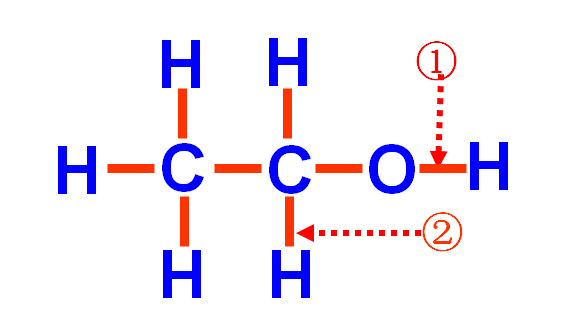 H H ①
H C C O H
②
H H